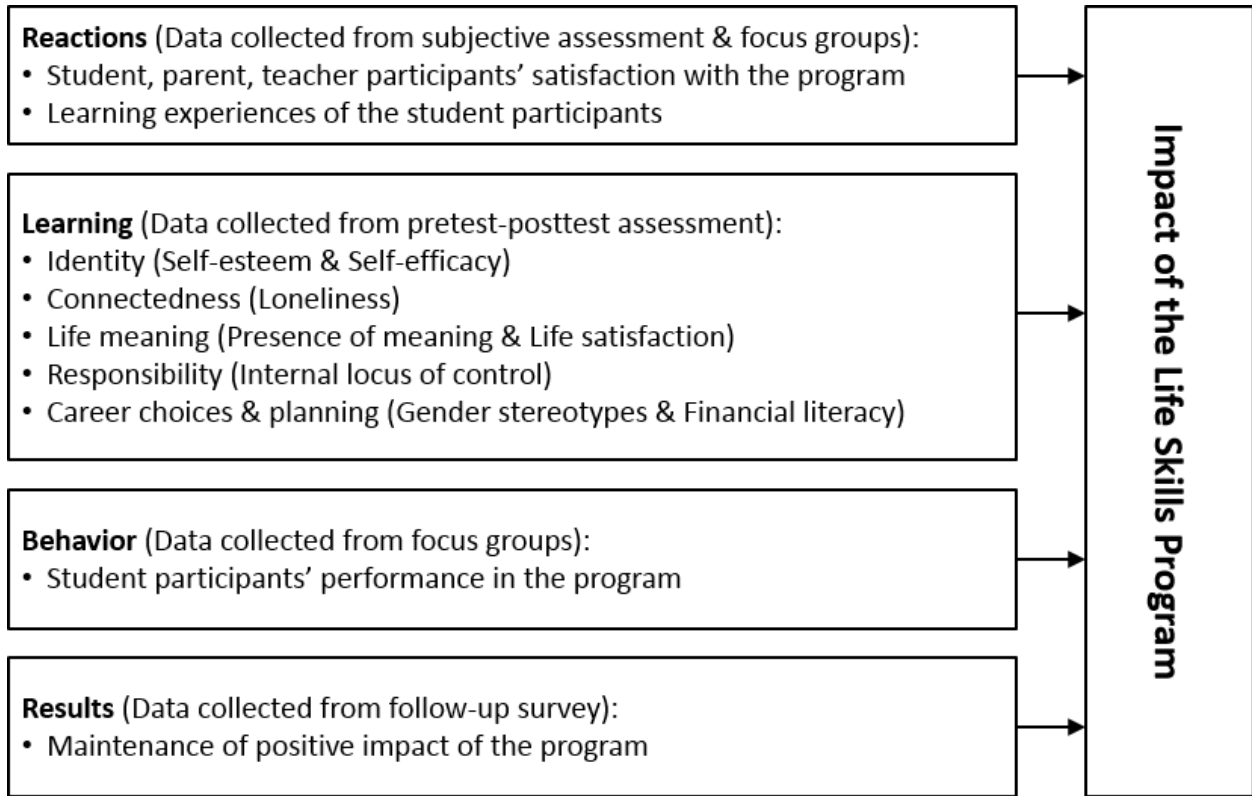 Reactions (Data collected from subjective assessment & focus groups):
• Student, parent, teacher participants’ satisfaction with the program
• Learning experiences of the student participants
Learning (Data collected from pretest-posttest assessment):
• Identity (Self-esteem & Self-efficacy)
• Connectedness (Loneliness)
• Life meaning (Presence of meaning & Life satisfaction)
• Responsibility (Internal locus of control)
• Career choices & planning (Gender stereotypes & Financial literacy)
Behavior (Data collected from focus groups):
• Student participants’ performance in the program
Results (Data collected from follow-up survey):
• Maintenance of positive impact of the program
Impact of the Life Skills Program